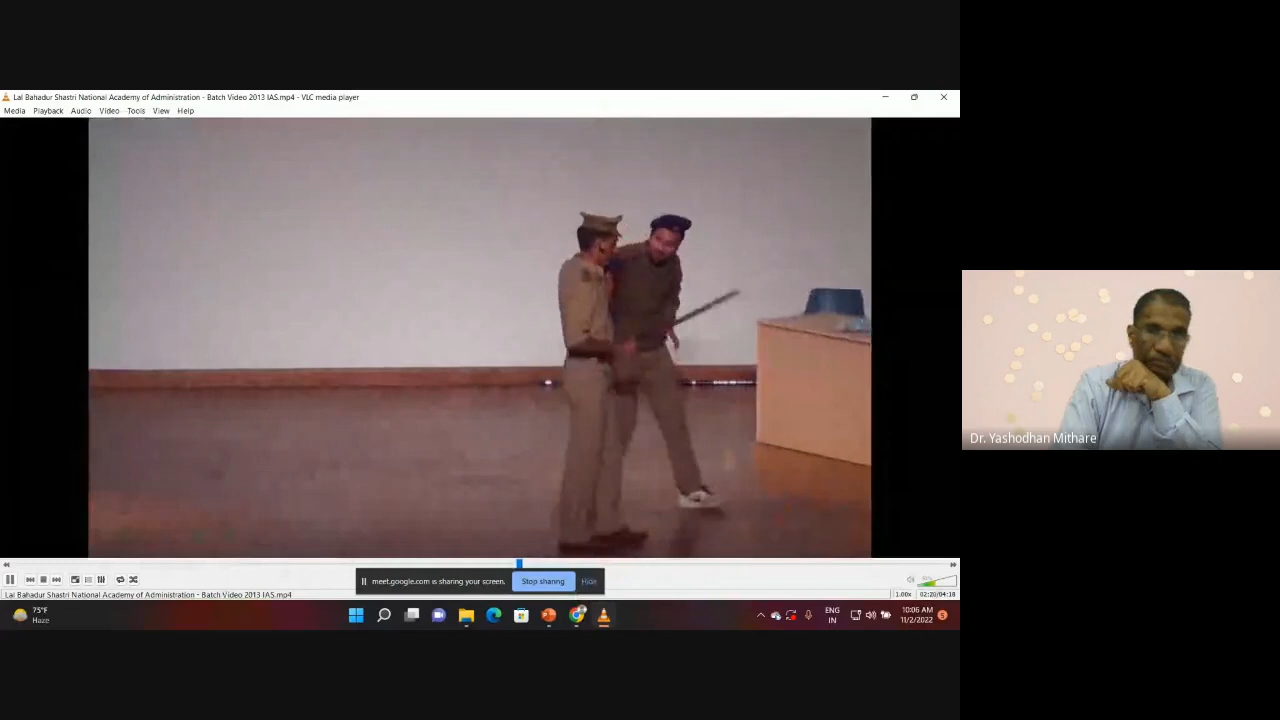 Lal Bahadur Shastri National Academy of Administration - Batch Video 2013 IAS.mp4 - VLC media player
Media Playback Audio Video Tools View Help
Dr. Yashodhan Mithare
meet.google.com is sharing your screen. Stop sharing Hide
Lal Bahadur Shastri National Academy of Administration - Batch Video 2013 IAS.mp4
1.00x 02:20/04:18
75°F
Haze
ENG
IN
10:06 AM
11/2/2022
5